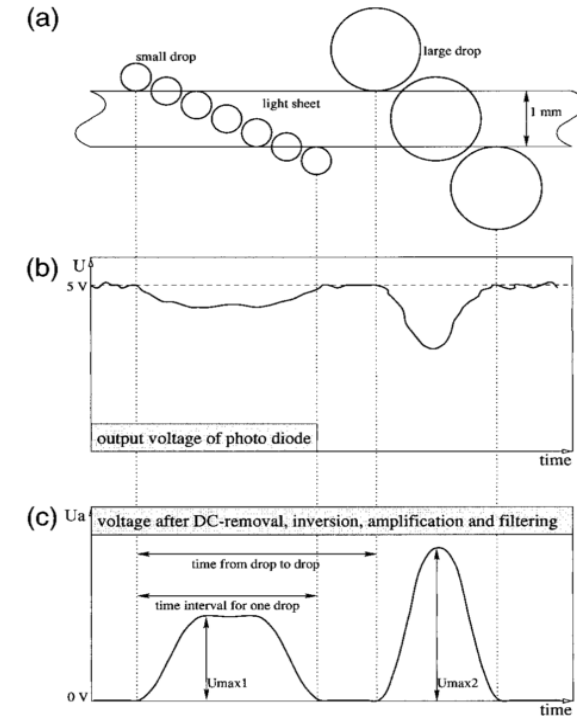 (a)
small drop
large drop
light sheet
1 mm
(b)
U
5 V
output voltage of photo diode
time
(c)
Ua
voltage after DC-removal, inversion, amplification and filtering
time from drop to drop
time interval for one drop
Umax1
Umax2
0 V
time